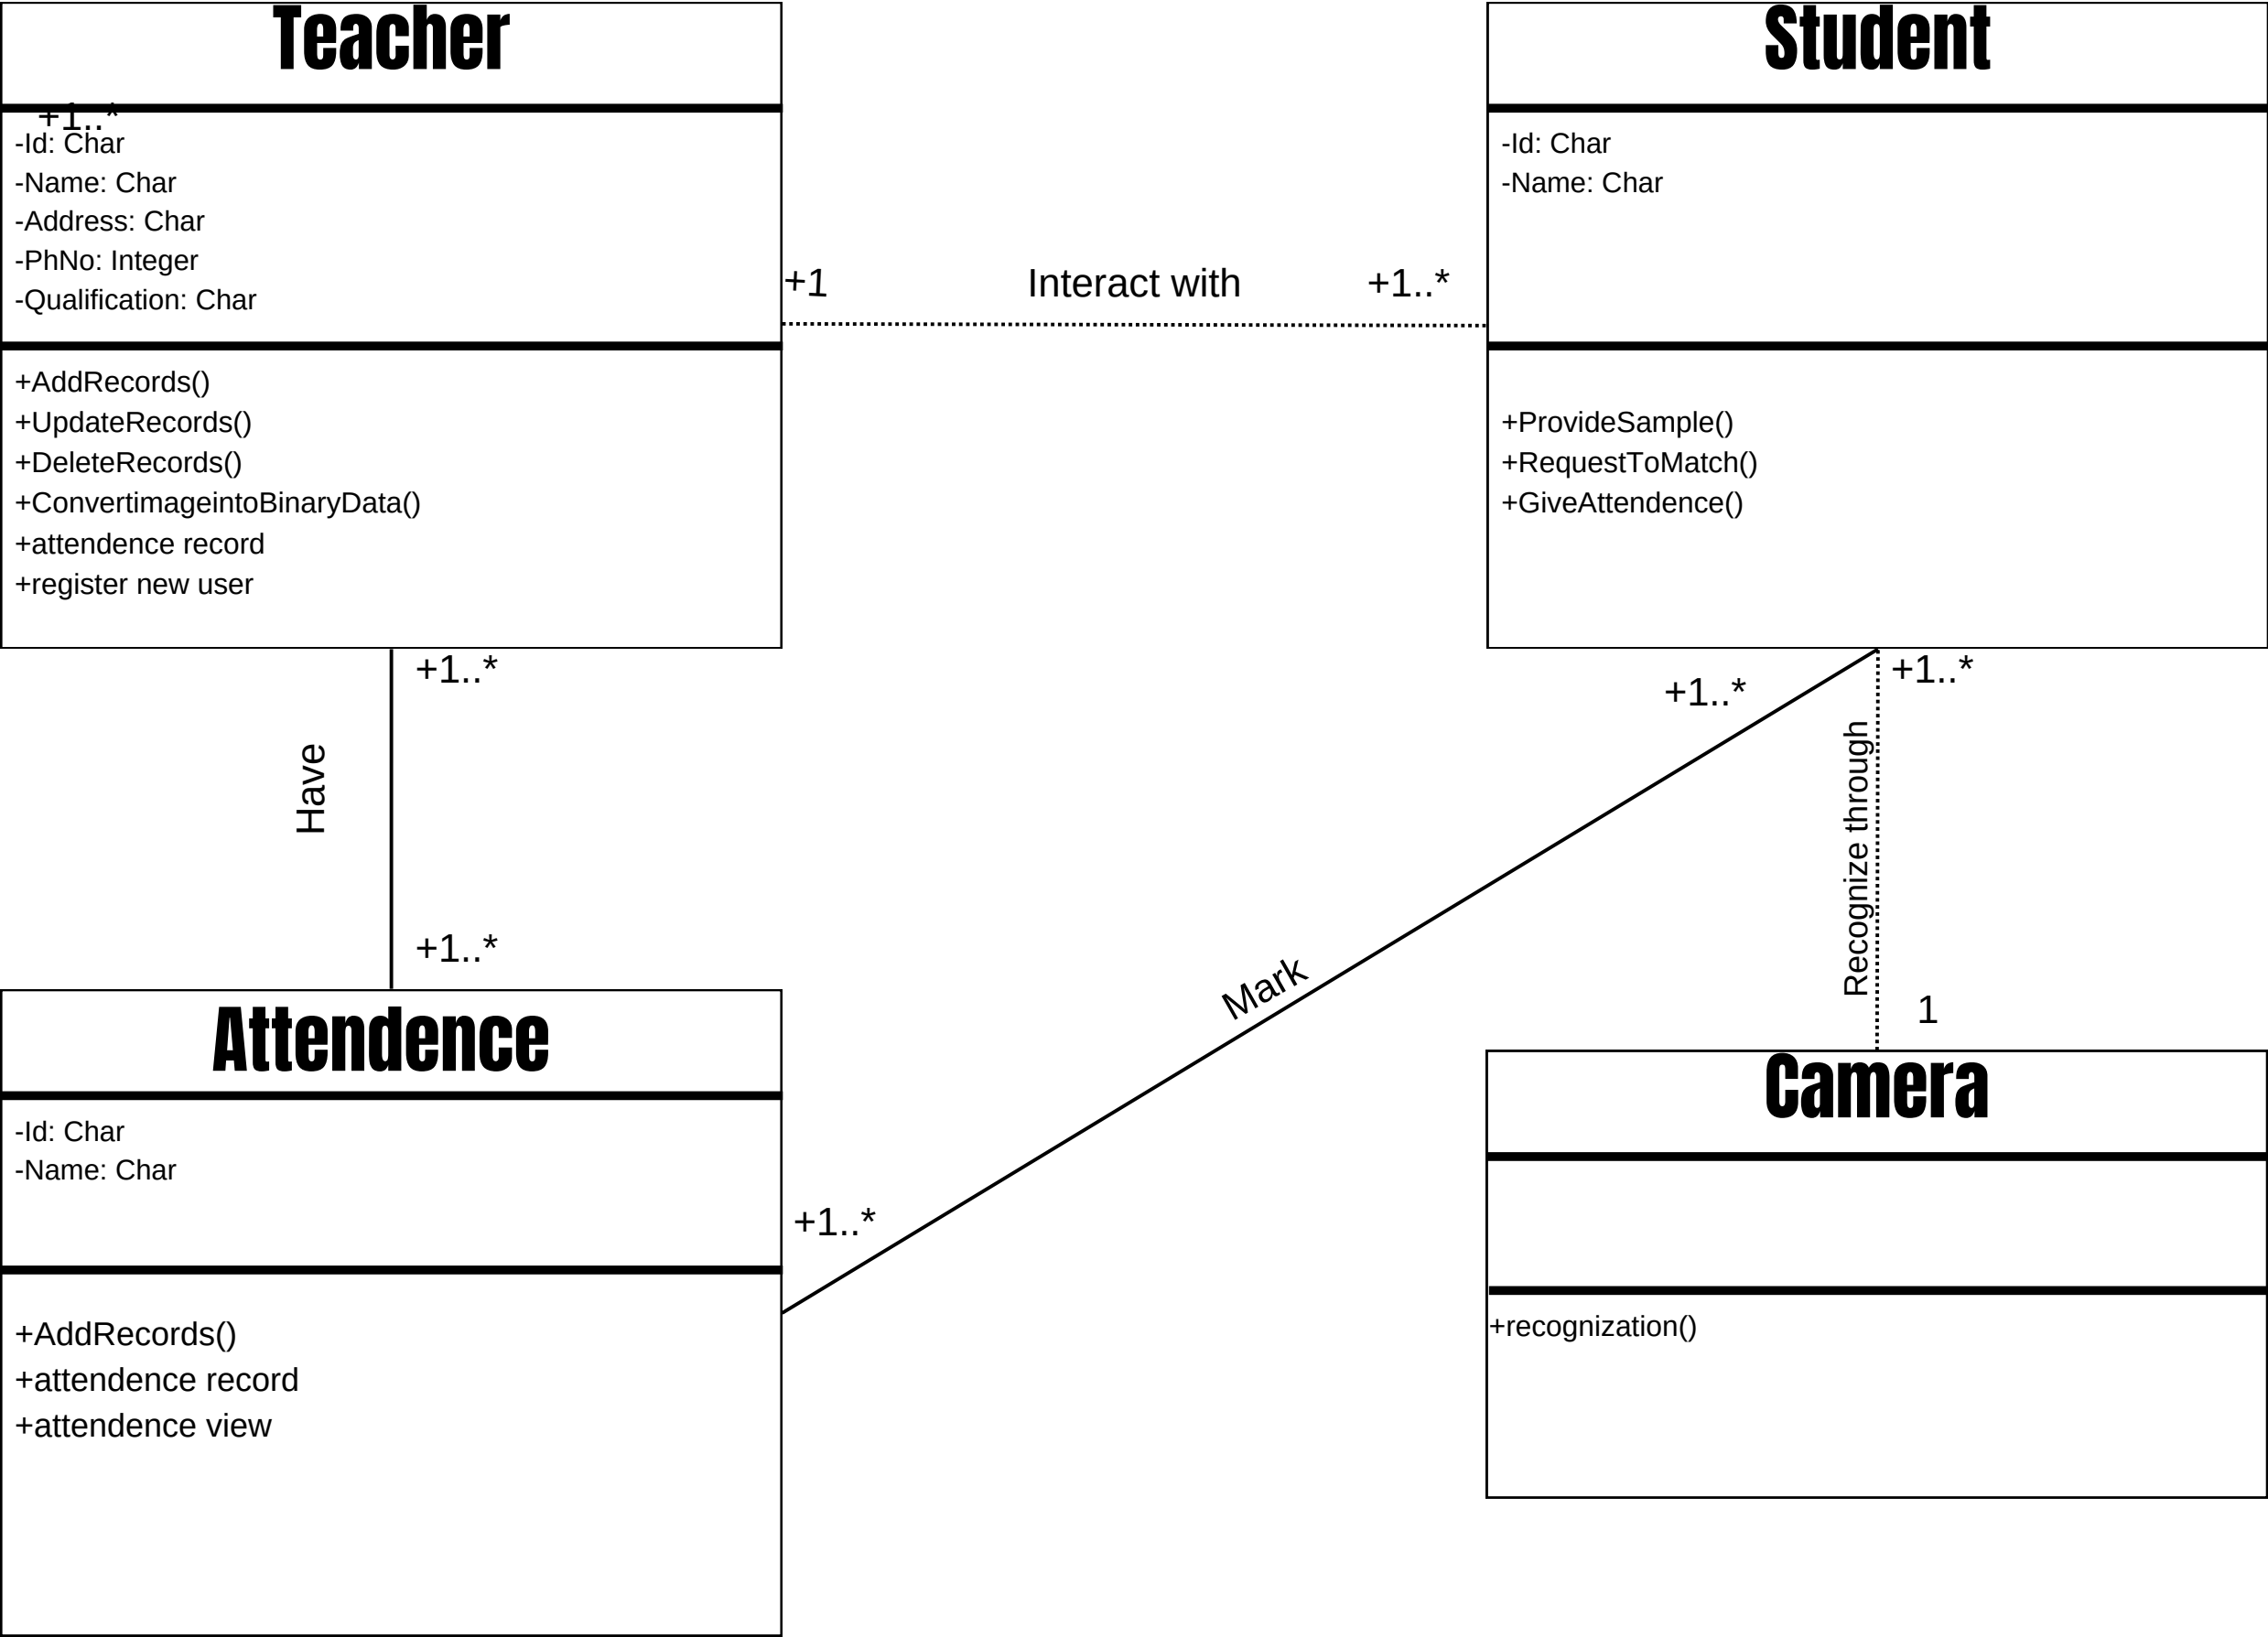 Teacher
+1..*
-Id: Char
-Name: Char
-Address: Char
-PhNo: Integer
-Qualification: Char
+AddRecords()
+UpdateRecords()
+DeleteRecords()
+ConvertimageintoBinaryData()
+attendence record
+register new user
+1
Interact with
+1..*
Student
-Id: Char
-Name: Char
+ProvideSample()
+RequestToMatch()
+GiveAttendence()
+1..*
Have
+1..*
+1..*
Mark
+1..*
+1..*
Recognize through
1
Attendence
-Id: Char
-Name: Char
+AddRecords()
+attendence record
+attendence view
Camera
+recognization()